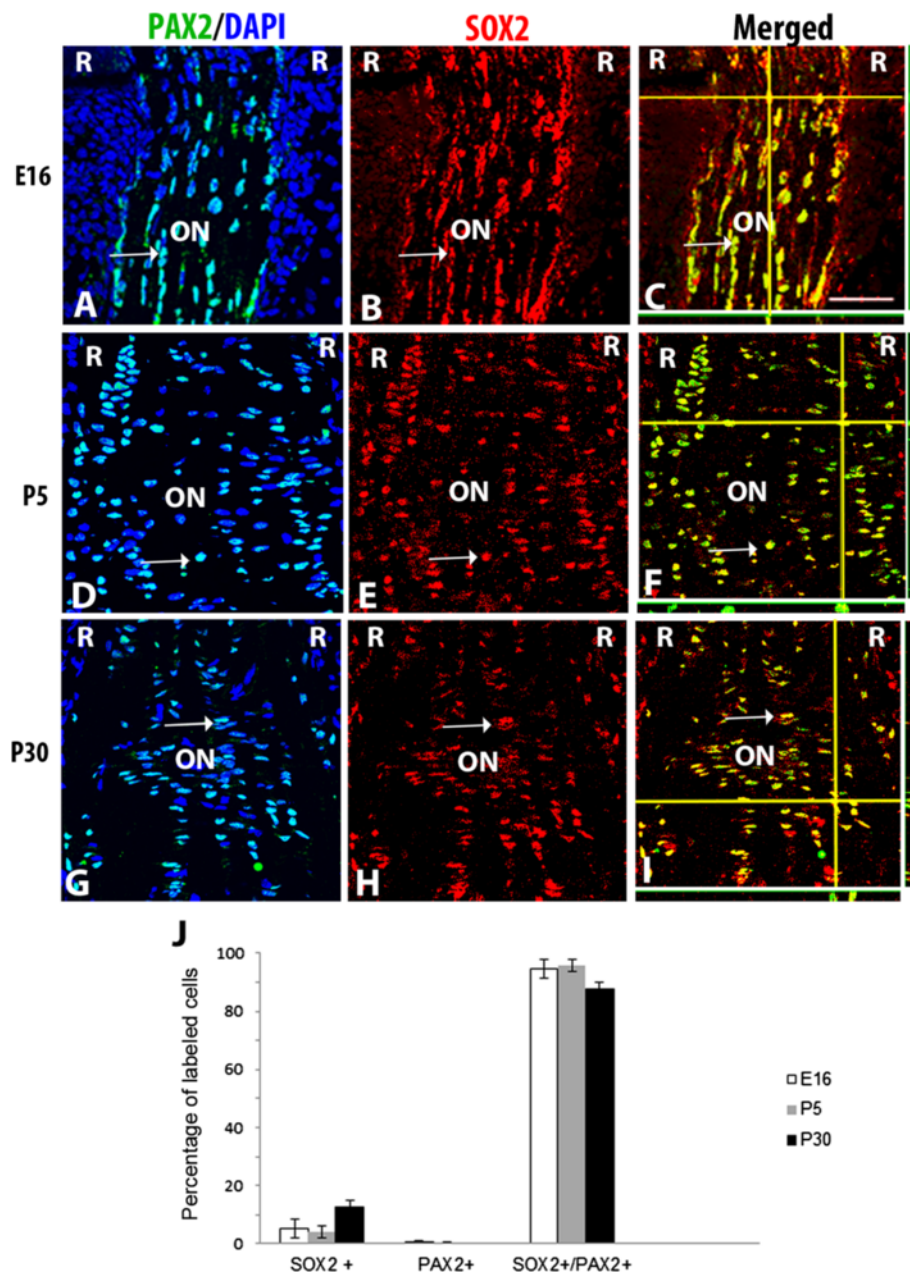 PAX2/DAPI SOX2 Merged
R R R R R R
E16
ON ON ON
A B C
R R R R R R
P5
ON ON ON
D E F
R R R R R R
P30
ON ON ON
G H I
J
100
80
60
40
20
0
Percentage of labeled cells
SOX2 + PAX2+ SOX2+/PAX2+
E16
P5
P30